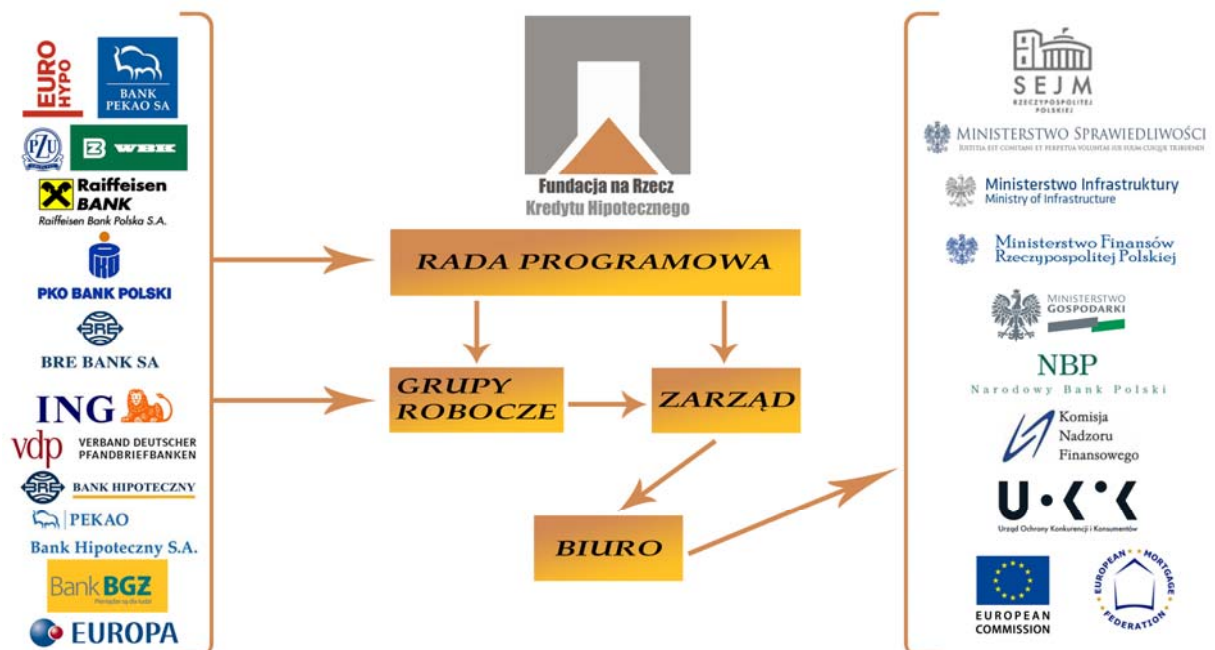 EURO
HYPO
BANK
PEKAO SA
PZU
WBK
Raiffeisen
BANK
Raiffeisen Bank Polska S.A.
PKO
PKO BANK POLSKI
BRE
BRE BANK SA
ING
vdp VERBAND DEUTSCHER
PFANDBRIEFBANKEN
BRE BANK HIPOTECZNY
PEKAO
Bank Hipoteczny S.A.
Bank BGŻ
EUROPA
Fundacja na Rzecz
Kredytu Hipotecznego
RADA PROGRAMOWA
GRUPY
ROBOCZE
ZARZĄD
BIURO
SEJM
RZECZYPOSPOLITEJ
POLSKIEJ
MINISTERSTWO SPRAWIEDLIWOŚCI
Ministerstwo Infrastruktury
Ministry of Infrastructure
Ministerstwo Finansów
Rzeczypospolitej Polskiej
MINISTERSTWO
GOSPODARKI
NBP
Narodowy Bank Polski
Komisja
Nadzoru
Finansowego
UOKiK
Urząd Ochrony Konkurencji i Konsumentów
EUROPEAN
COMMISSION
EUROPEAN MORTGAGE
FEDERATION